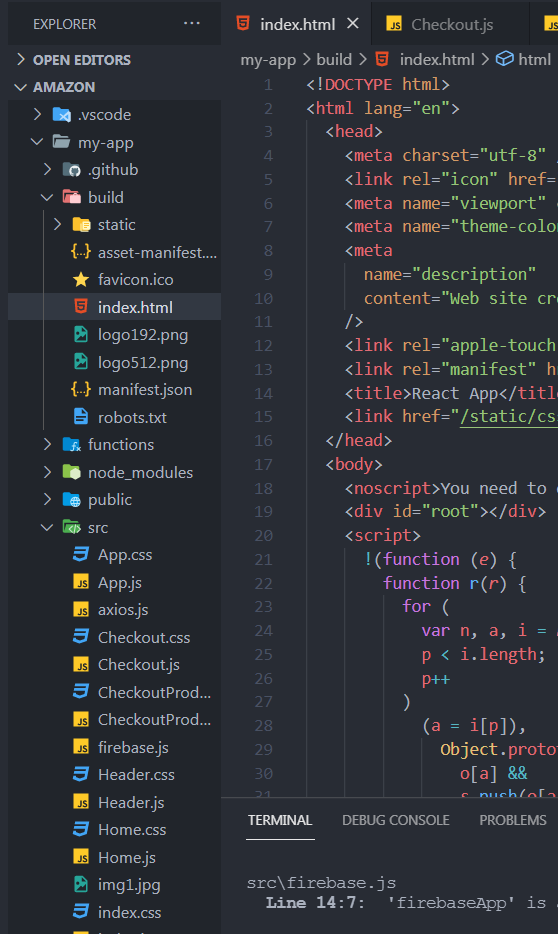 EXPLORER
OPEN EDITORS
AMAZON
.vscode
my-app
.github
build
static
asset-manifest....
favicon.ico
index.html
logo192.png
logo512.png
manifest.json
robots.txt
functions
node_modules
public
src
App.css
App.js
axios.js
Checkout.css
Checkout.js
CheckoutProd...
CheckoutProd...
firebase.js
Header.css
Header.js
Home.css
Home.js
img1.jpg
index.css
index.html Checkout.js JS
my-app > build > index.html > html
1 <!DOCTYPE html>
2 <html lang="en">
3 <head>
4 <meta charset="utf-8"
5 <link rel="icon" href=
6 <meta name="viewport"
7 <meta name="theme-colo
8 <meta
9 name="description"
10 content="Web site cre
11 />
12 <link rel="apple-touch
13 <link rel="manifest" h
14 <title>React App</titl
15 <link href="/static/cs
16 </head>
17 <body>
18 <noscript>You need to
19 <div id="root"></div>
20 <script>
21 !(function (e) {
22 function r(r) {
23 for (
24 var n, a, i =
25 p < i.length;
26 p++
27 )
28 (a = i[p]),
29 Object.proto
30 o[a] &&
31 s.push(o[a
TERMINAL DEBUG CONSOLE PROBLEMS
src\firebase.js
Line 14:7: 'firebaseApp' is